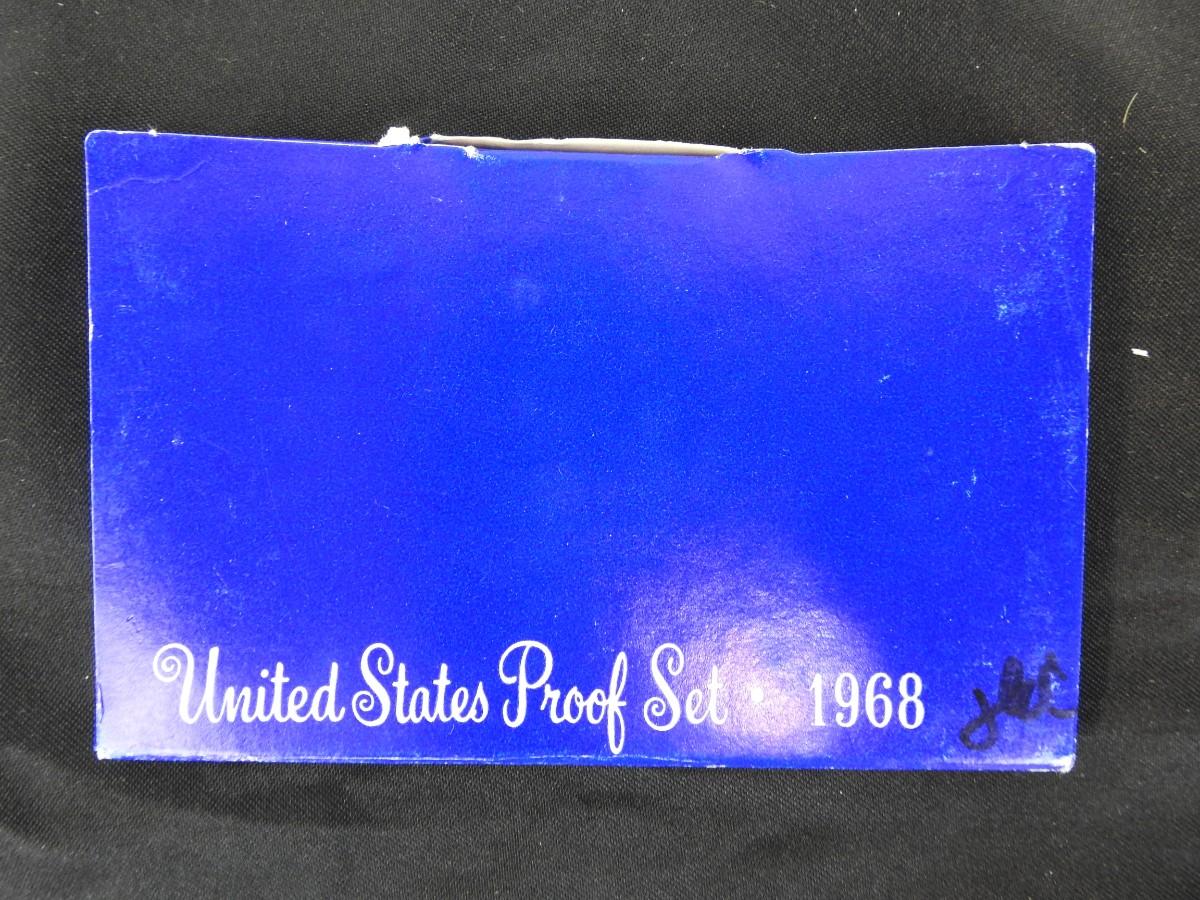 United States Proof Set · 1968